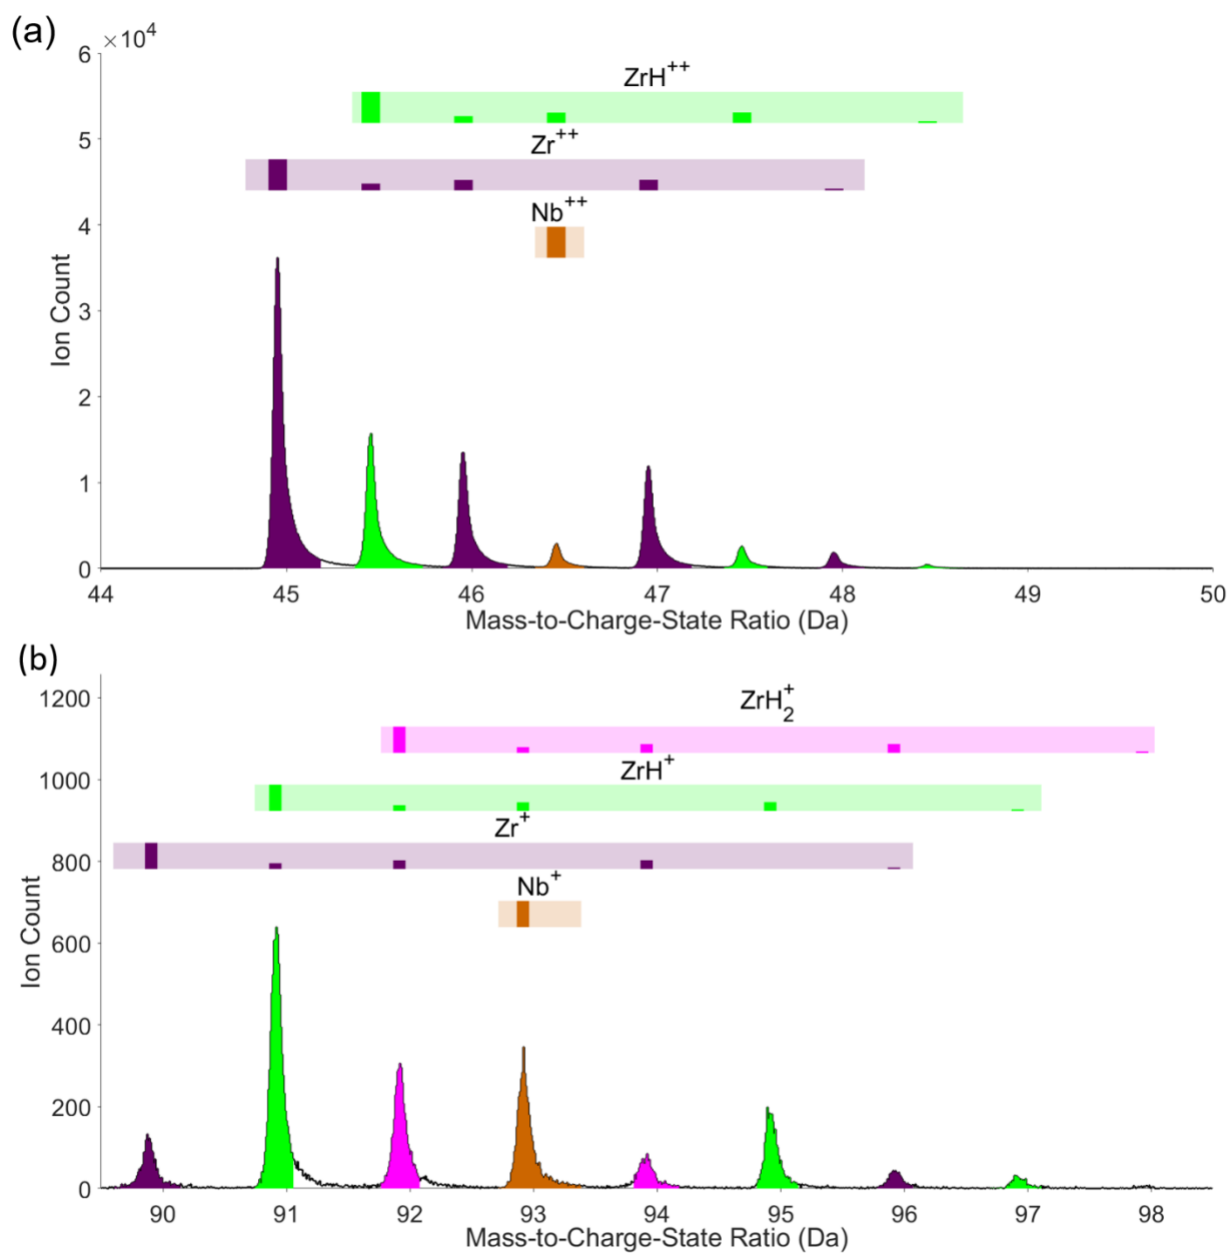 (a)
×10⁴
6
5
4
3
2
1
0
Ion Count
ZrH⁺⁺
Zr⁺⁺
Nb⁺⁺
44 45 46 47 48 49 50
Mass-to-Charge-State Ratio (Da)
(b)
1200
1000
800
600
400
200
0
Ion Count
ZrH₂⁺
ZrH⁺
Zr⁺
Nb⁺
90 91 92 93 94 95 96 97 98
Mass-to-Charge-State Ratio (Da)